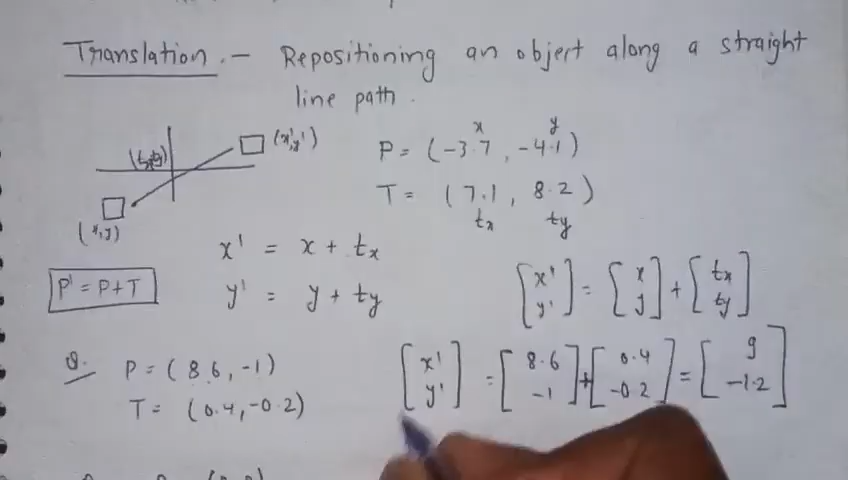 Translation.- Repositioning an object along a straight
line path.
(tx,ty)
(x',y')
(x,y)
x y
P = (-3.7, -4.1)
T = (7.1, 8.2)
tx ty
x' = x + tx
y' = y + ty
P' = P+T
[x' y'] = [x y] + [tx ty]
Q. P = (8.6, -1)
T = (0.4, -0.2)
[x' y'] = [8.6 -1] + [0.4 -0.2] = [9 -1.2]